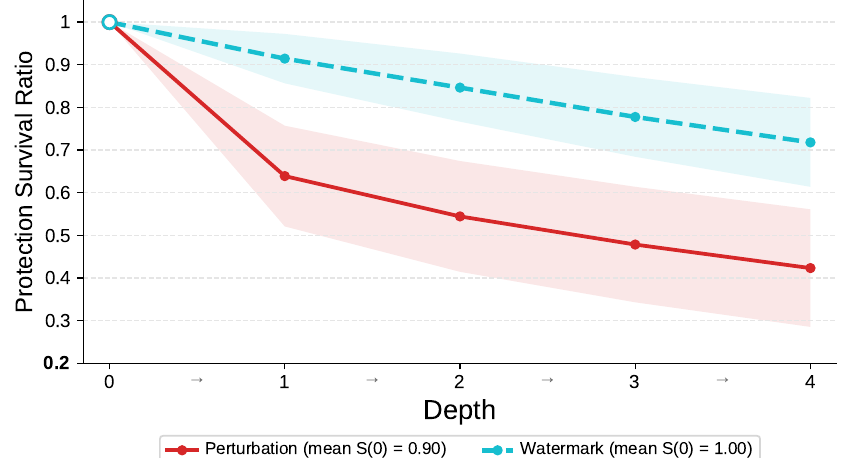 Protection Survival Ratio
1
0.9
0.8
0.7
0.6
0.5
0.4
0.3
0.2
0 → 1 → 2 → 3 → 4
Depth
Perturbation (mean S(0) = 0.90) Watermark (mean S(0) = 1.00)